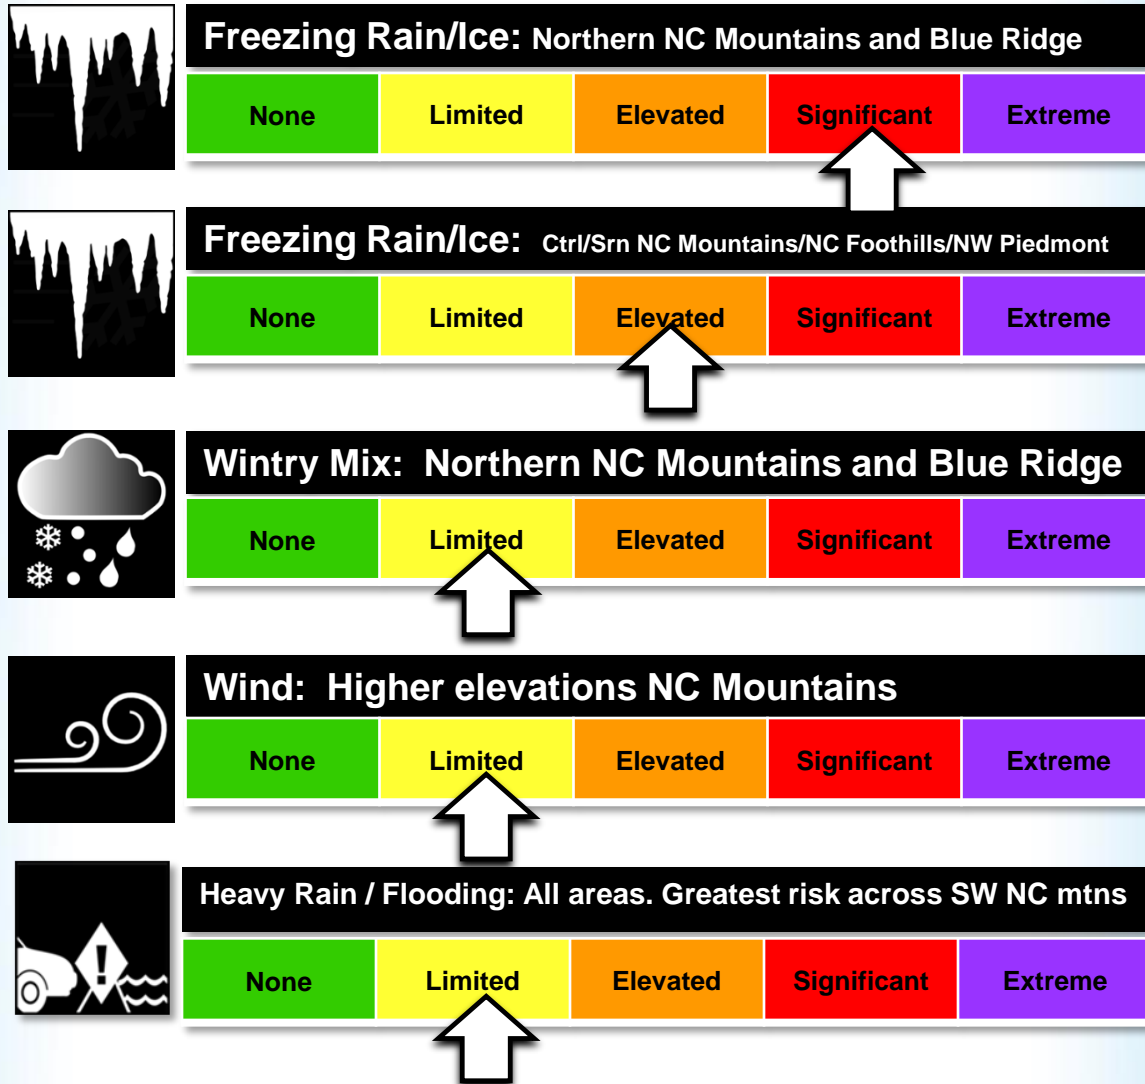 Freezing Rain/Ice: Northern NC Mountains and Blue Ridge
None Limited Elevated Significant Extreme
Freezing Rain/Ice: Ctrl/Srn NC Mountains/NC Foothills/NW Piedmont
None Limited Elevated Significant Extreme
Wintry Mix: Northern NC Mountains and Blue Ridge
None Limited Elevated Significant Extreme
Wind: Higher elevations NC Mountains
None Limited Elevated Significant Extreme
Heavy Rain / Flooding: All areas. Greatest risk across SW NC mtns
!
None Limited Elevated Significant Extreme